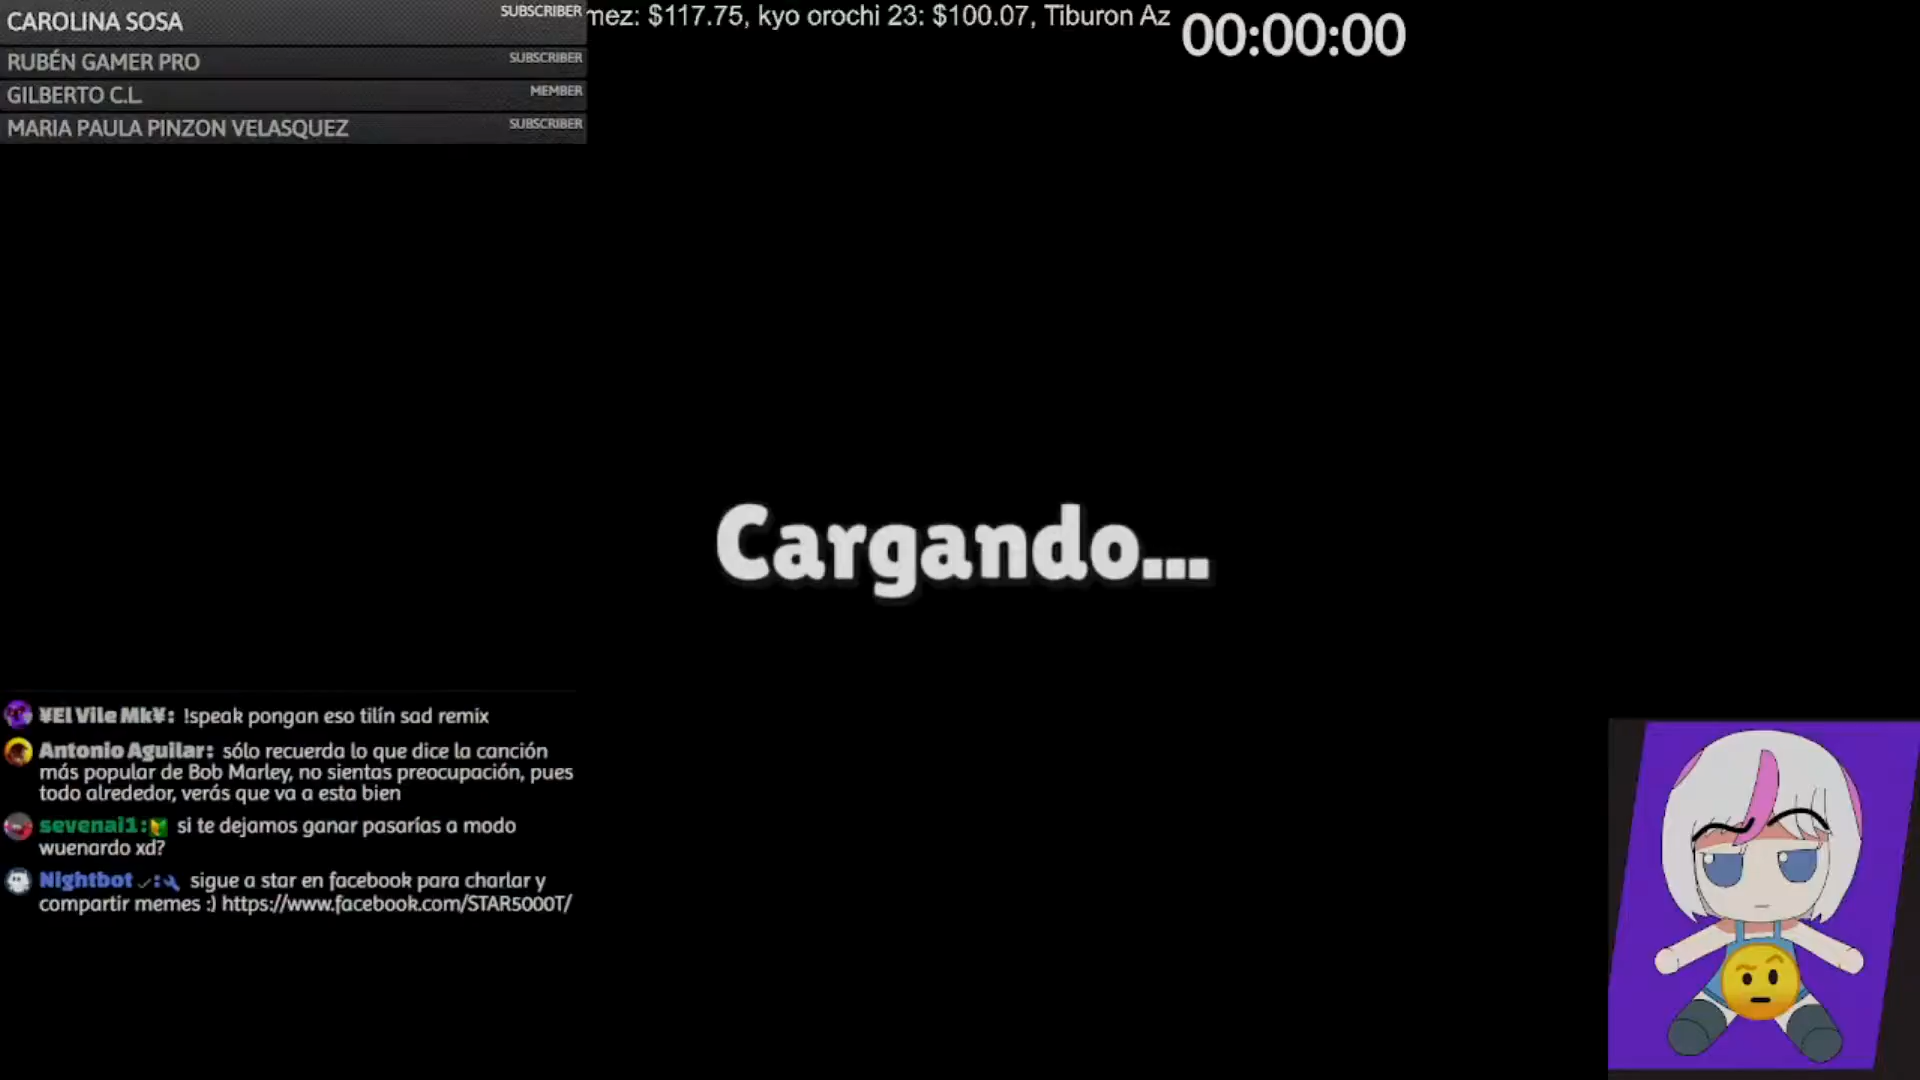 CAROLINA SOSA SUBSCRIBER
RUBÉN GAMER PRO SUBSCRIBER
GILBERTO C.L. MEMBER
MARIA PAULA PINZON VELASQUEZ SUBSCRIBER
mez: $117.75, kyo orochi 23: $100.07, Tiburon Az
00:00:00
Cargando...
¥El Vile Mk¥: !speak pongan eso tilín sad remix
Antonio Aguilar: sólo recuerda lo que dice la canción
más popular de Bob Marley, no sientas preocupación, pues
todo alrededor, verás que va a esta bien
sevenai1: si te dejamos ganar pasarías a modo
wuenardo xd?
Nightbot : sigue a star en facebook para charlar y
compartir memes :) https://www.facebook.com/STAR5000T/